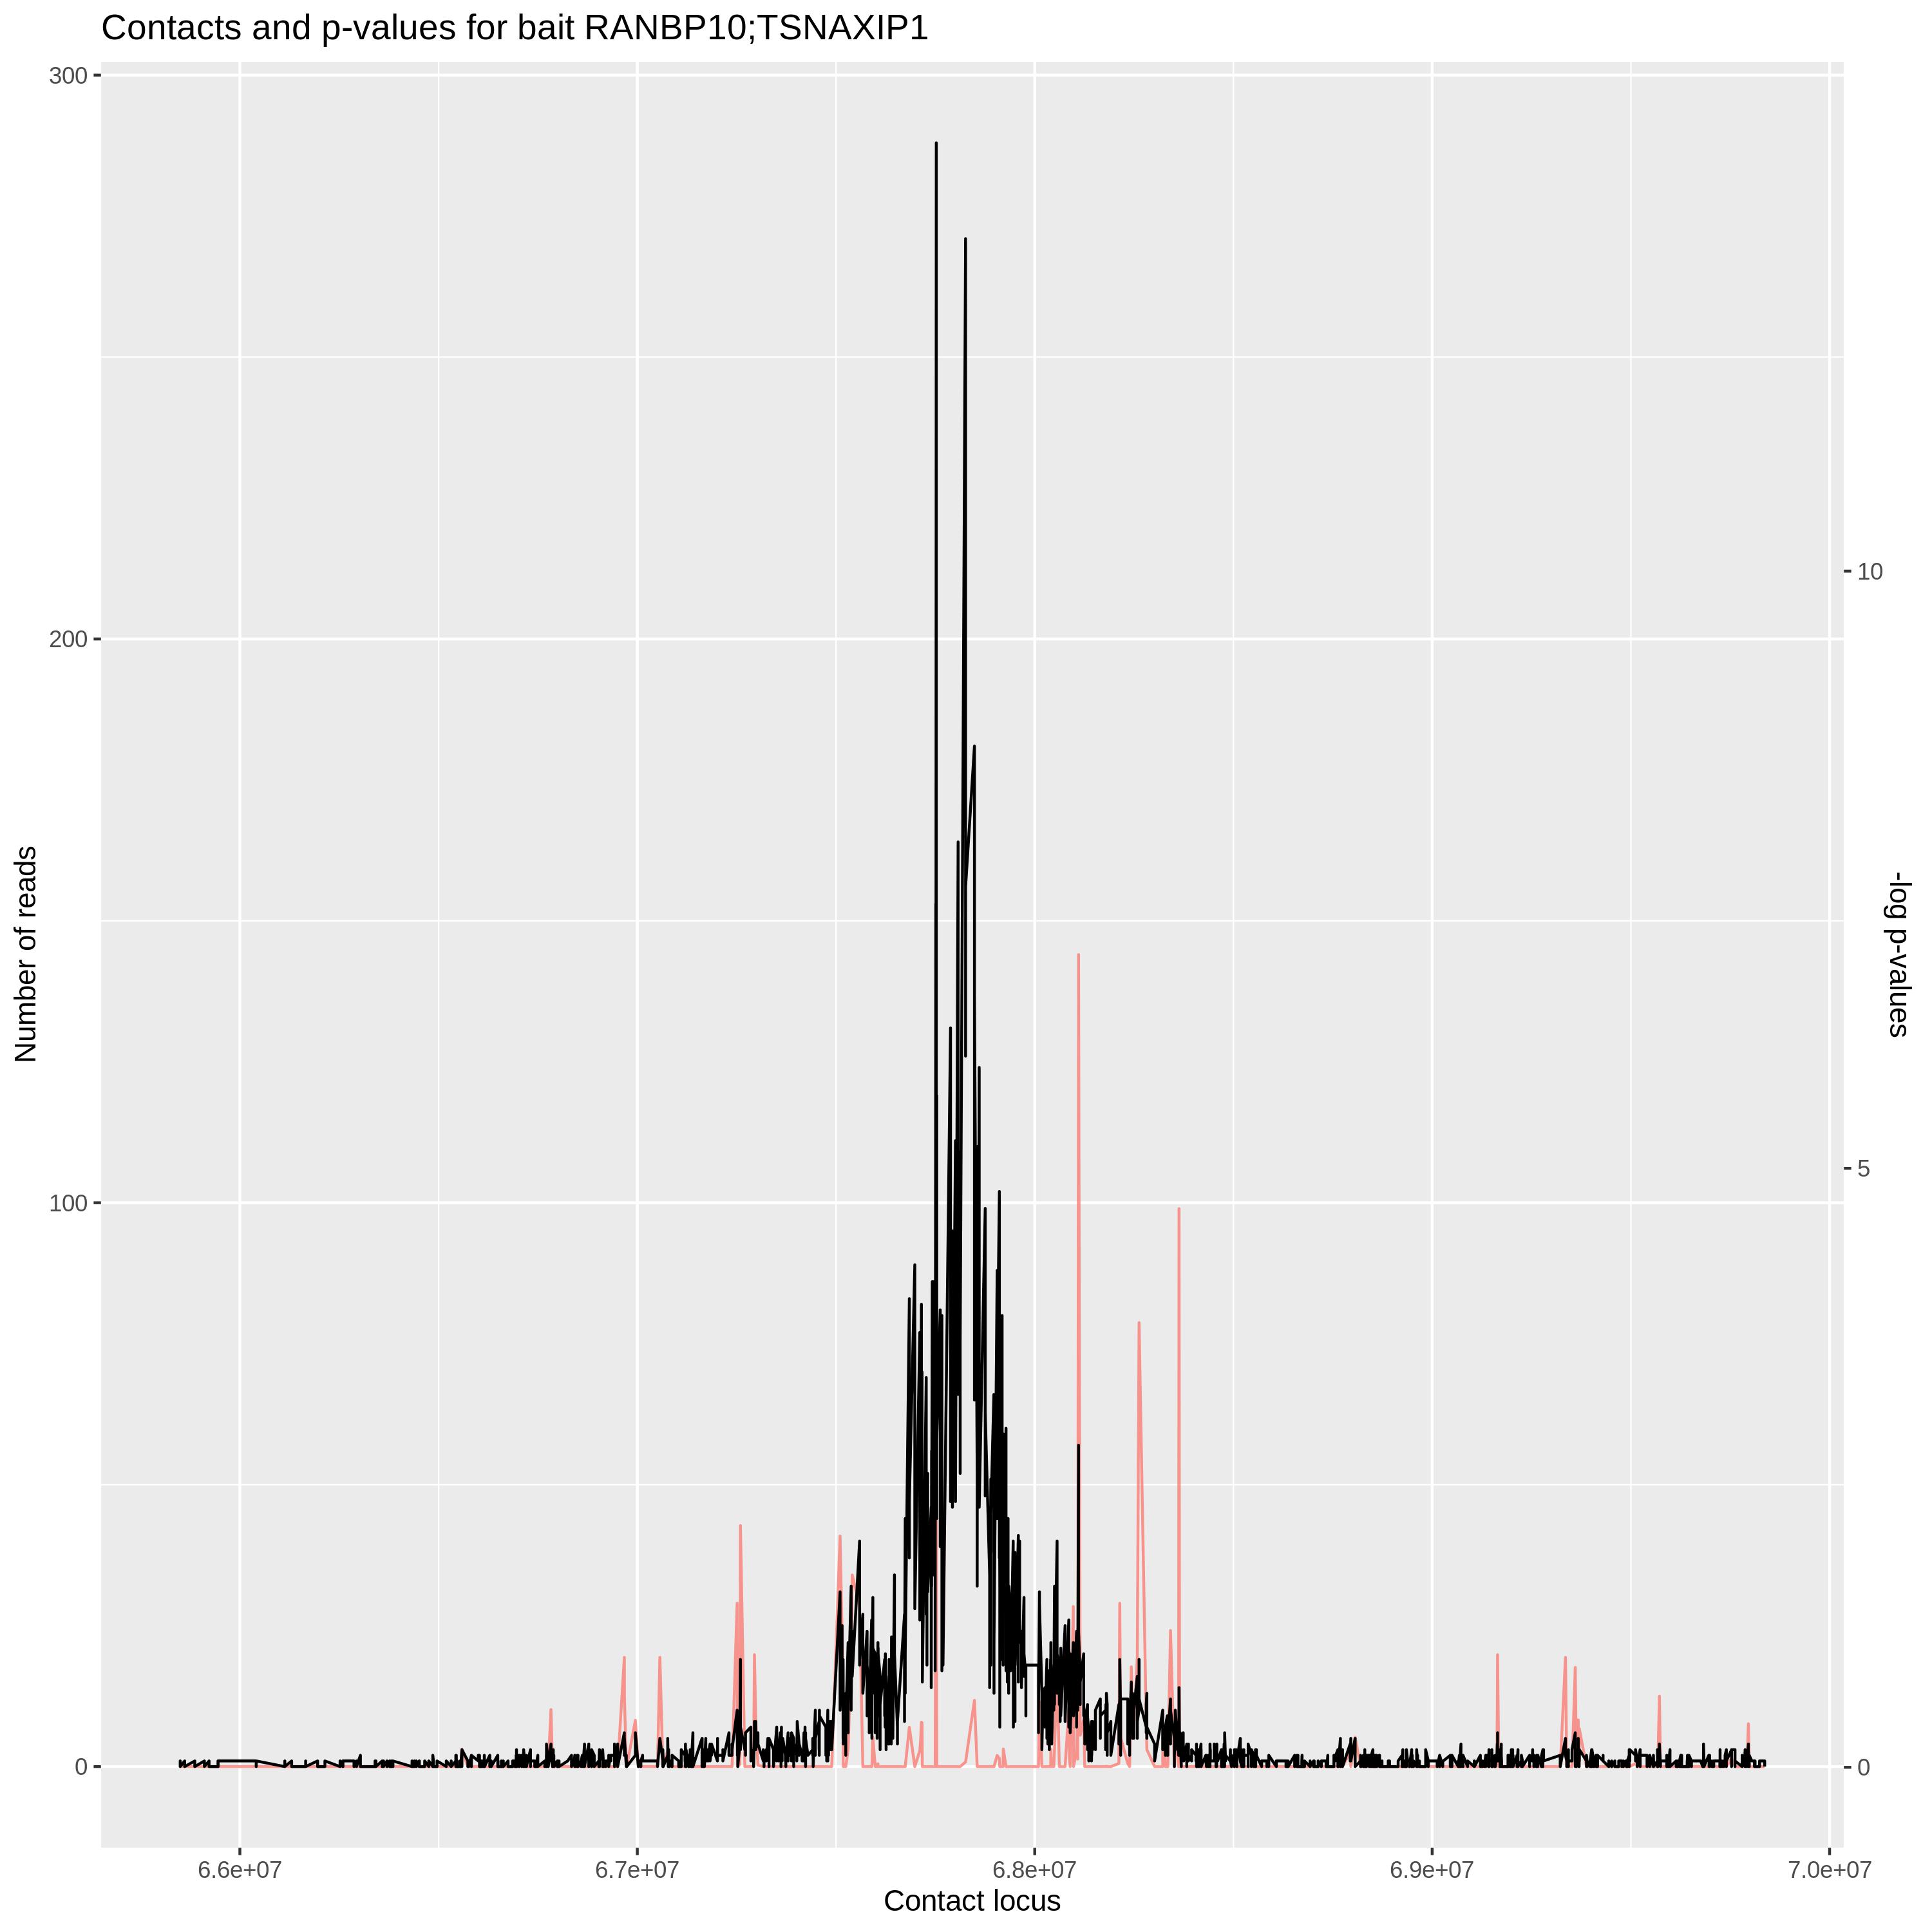 Contacts and p-values for bait RANBP10;TSNAXIP1
300
200
100
0
Number of reads
10
5
0
-log p-values
6.6e+07
6.7e+07
6.8e+07
6.9e+07
7.0e+07
Contact locus